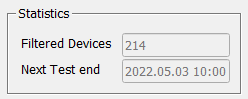 Statistics
Filtered Devices 214
Next Test end 2022.05.03 10:00